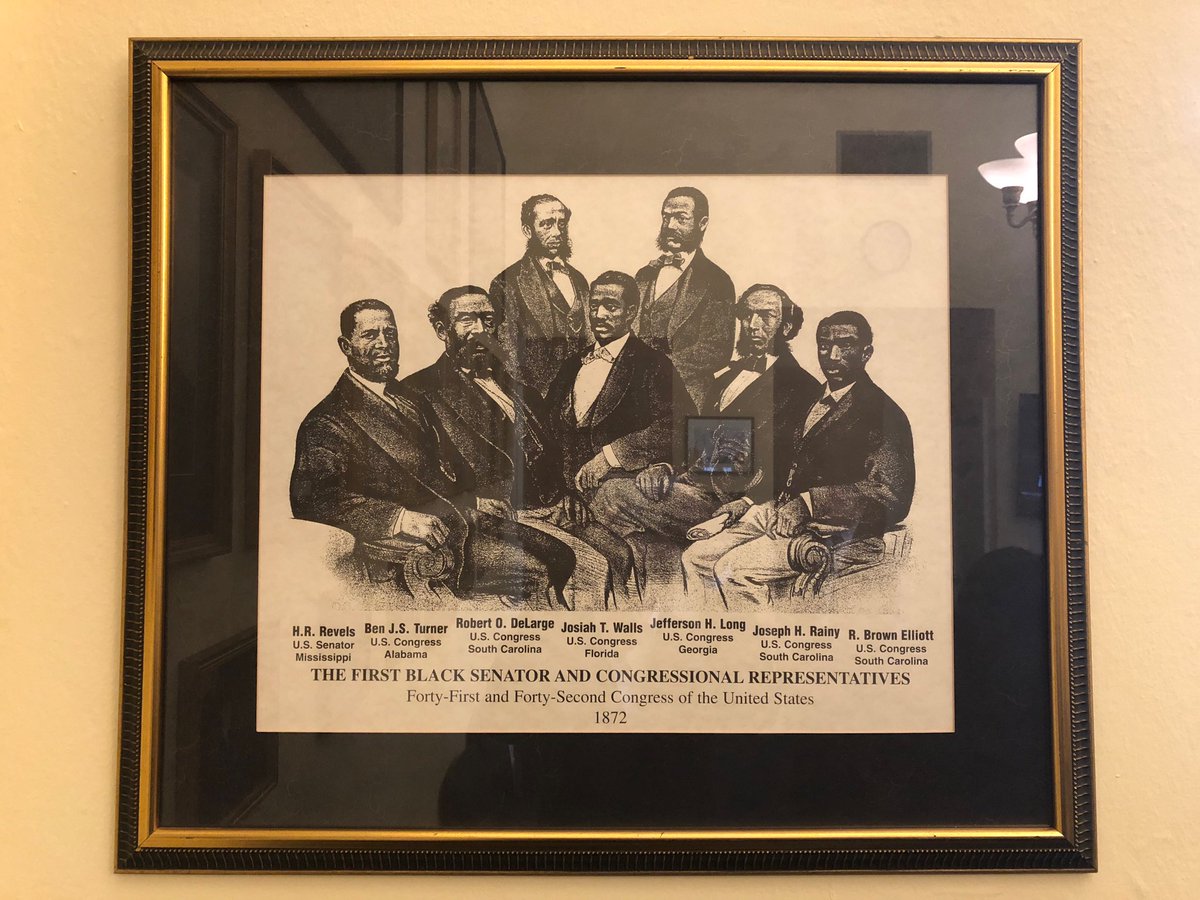 H.R. Revels
U.S. Senator
Mississippi
Ben J.S. Turner
U.S. Congress
Alabama
Robert O. DeLarge
U.S. Congress
South Carolina
Josiah T. Walls
U.S. Congress
Florida
Jefferson H. Long
U.S. Congress
Georgia
Joseph H. Rainy
U.S. Congress
South Carolina
R. Brown Elliott
U.S. Congress
South Carolina
THE FIRST BLACK SENATOR AND CONGRESSIONAL REPRESENTATIVES
Forty-First and Forty-Second Congress of the United States
1872